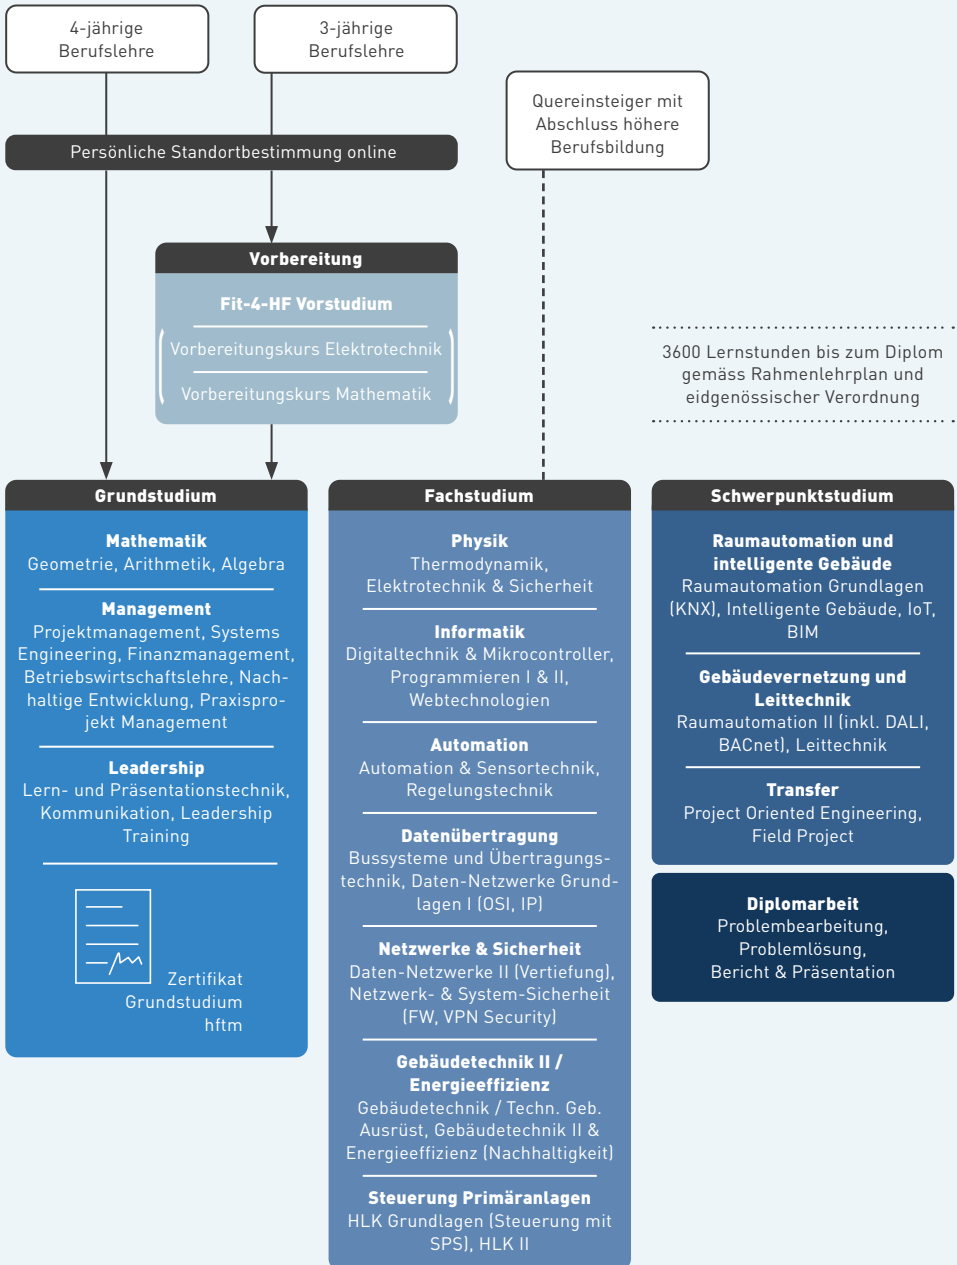 4-jährige
Berufslehre
3-jährige
Berufslehre
Quereinsteiger mit
Abschluss höhere
Berufsbildung
Persönliche Standortbestimmung online
Vorbereitung
Fit-4-HF Vorstudium
Vorbereitungskurs Elektrotechnik
Vorbereitungskurs Mathematik
3600 Lernstunden bis zum Diplom
gemäss Rahmenlehrplan und
eidgenössischer Verordnung
Grundstudium
Mathematik
Geometrie, Arithmetik, Algebra
Management
Projektmanagement, Systems
Engineering, Finanzmanagement,
Betriebswirtschaftslehre, Nach-
haltige Entwicklung, Praxispro-
jekt Management
Leadership
Lern- und Präsentationstechnik,
Kommunikation, Leadership
Training
Zertifikat
Grundstudium
hftm
Fachstudium
Physik
Thermodynamik,
Elektrotechnik & Sicherheit
Informatik
Digitaltechnik & Mikrocontroller,
Programmieren I & II,
Webtechnologien
Automation
Automation & Sensortechnik,
Regelungstechnik
Datenübertragung
Bussysteme und Übertragungs-
technik, Daten-Netzwerke Grund-
lagen I (OSI, IP)
Netzwerke & Sicherheit
Daten-Netzwerke II (Vertiefung),
Netzwerk- & System-Sicherheit
(FW, VPN Security)
Gebäudetechnik II /
Energieeffizienz
Gebäudetechnik / Techn. Geb.
Ausrüst, Gebäudetechnik II &
Energieeffizienz (Nachhaltigkeit)
Steuerung Primäranlagen
HLK Grundlagen (Steuerung mit
SPS), HLK II
Schwerpunktstudium
Raumautomation und
intelligente Gebäude
Raumautomation Grundlagen
(KNX), Intelligente Gebäude, IoT,
BIM
Gebäudevernetzung und
Leittechnik
Raumautomation II (inkl. DALI,
BACnet), Leittechnik
Transfer
Project Oriented Engineering,
Field Project
Diplomarbeit
Problembearbeitung,
Problemlösung,
Bericht & Präsentation